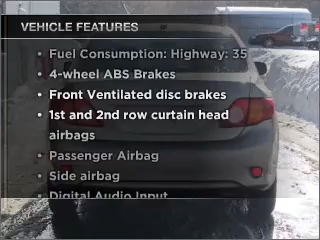 VEHICLE FEATURES
• Fuel Consumption: Highway: 35
• 4-wheel ABS Brakes
• Front Ventilated disc brakes
• 1st and 2nd row curtain head
airbags
• Passenger Airbag
• Side airbag
• Digital Audio Input